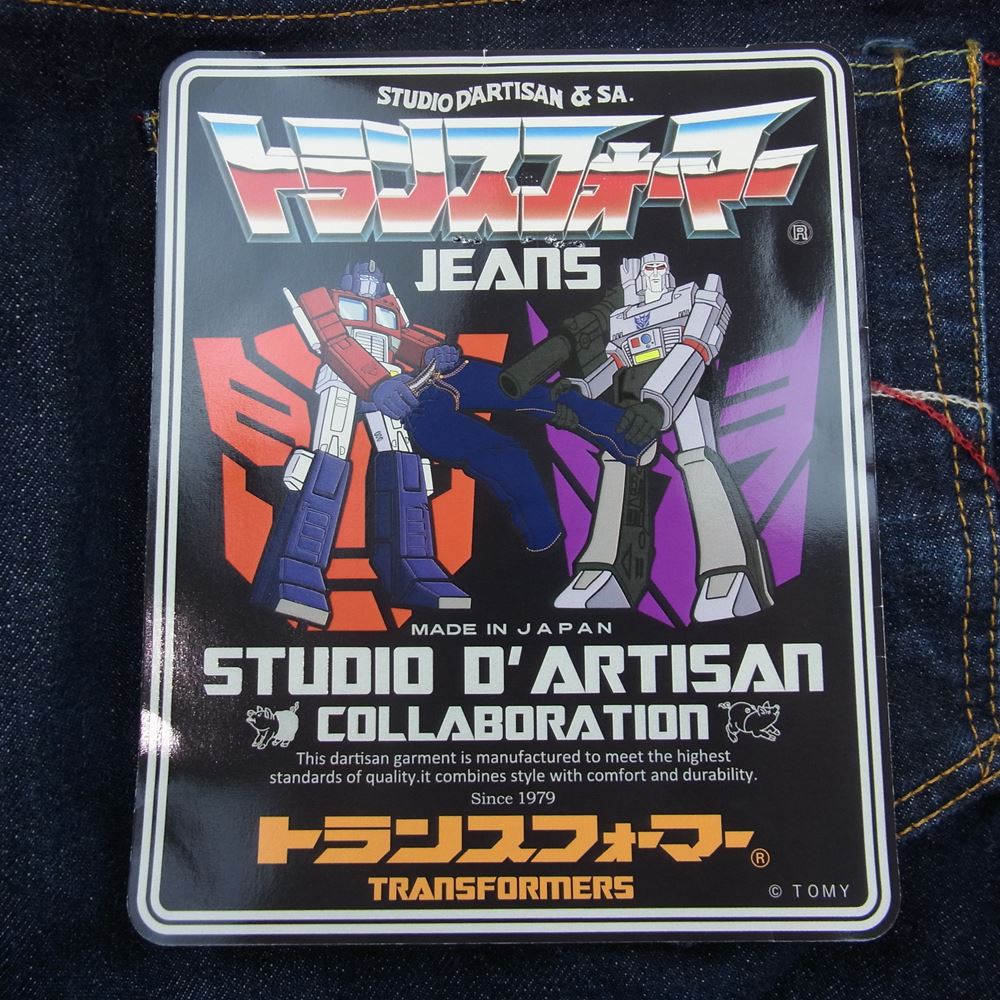 STUDIO D'ARTISAN & SA.
トランスフォーマー
®
JEANS
MADE IN JAPAN
STUDIO D'ARTISAN
COLLABORATION
This dartisan garment is manufactured to meet the highest
standards of quality.it combines style with comfort and durability.
Since 1979
トランスフォーマー®
TRANSFORMERS
© TOMY